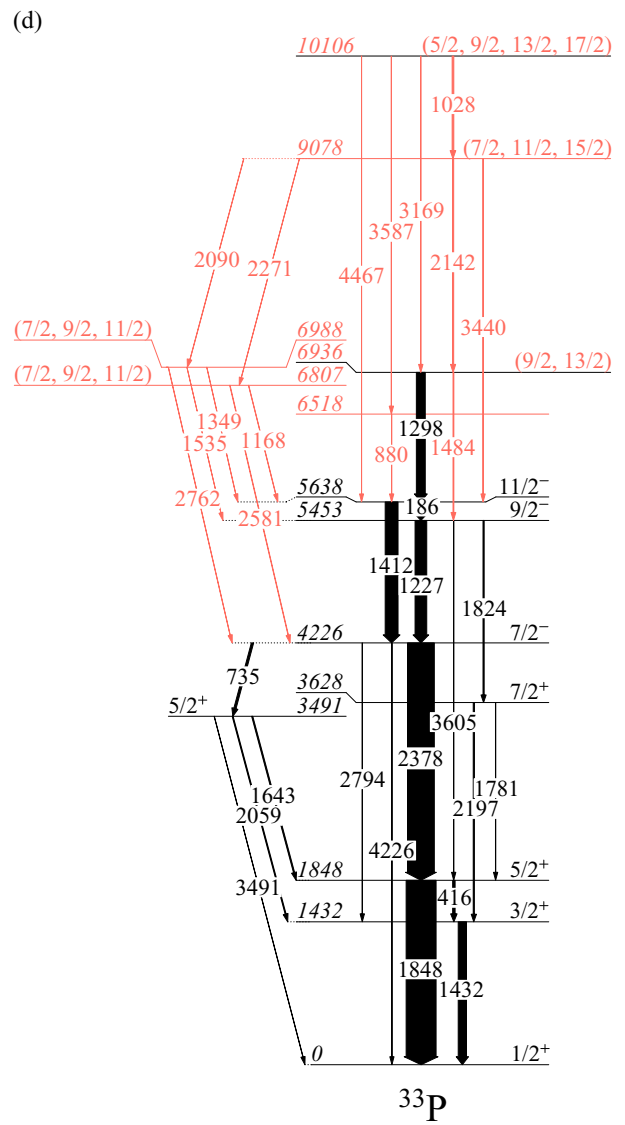 (d)
10106 (5/2, 9/2, 13/2, 17/2)
1028
9078 (7/2, 11/2, 15/2)
3169
3587
2090 2271 4467 2142
3440
(7/2, 9/2, 11/2) 6988
6936 (9/2, 13/2)
(7/2, 9/2, 11/2) 6807
6518
1349 1298
1535 1168 880 1484
2762 5638 186 11/2⁻
2581 5453 9/2⁻
1412
1227
1824
4226 7/2⁻
735
3628 7/2⁺
5/2⁺ 3491
3605
2378
2794 1781
1643 2197
2059
4226
3491 1848 5/2⁺
416
1432 3/2⁺
1848
1432
0 1/2⁺
³³P